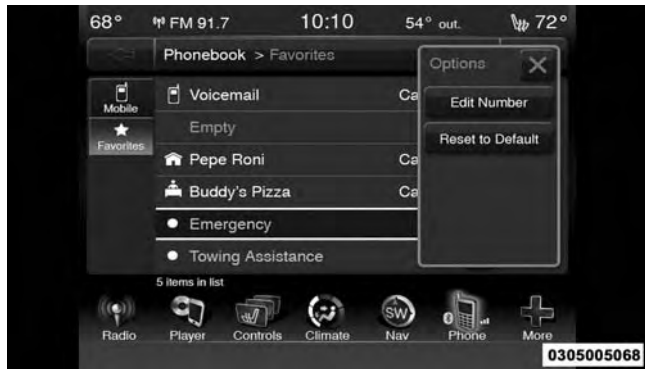 68° FM 91.7 10:10 54° out. 72°
Phonebook > Favorites
Options
Mobile
Favorites
Voicemail Ca
Empty
Pepe Roni Ca
Buddy's Pizza Ca
Emergency
Towing Assistance
Edit Number
Reset to Default
5 items in list
Radio Player Controls Climate SW Nav Phone More
0305005068